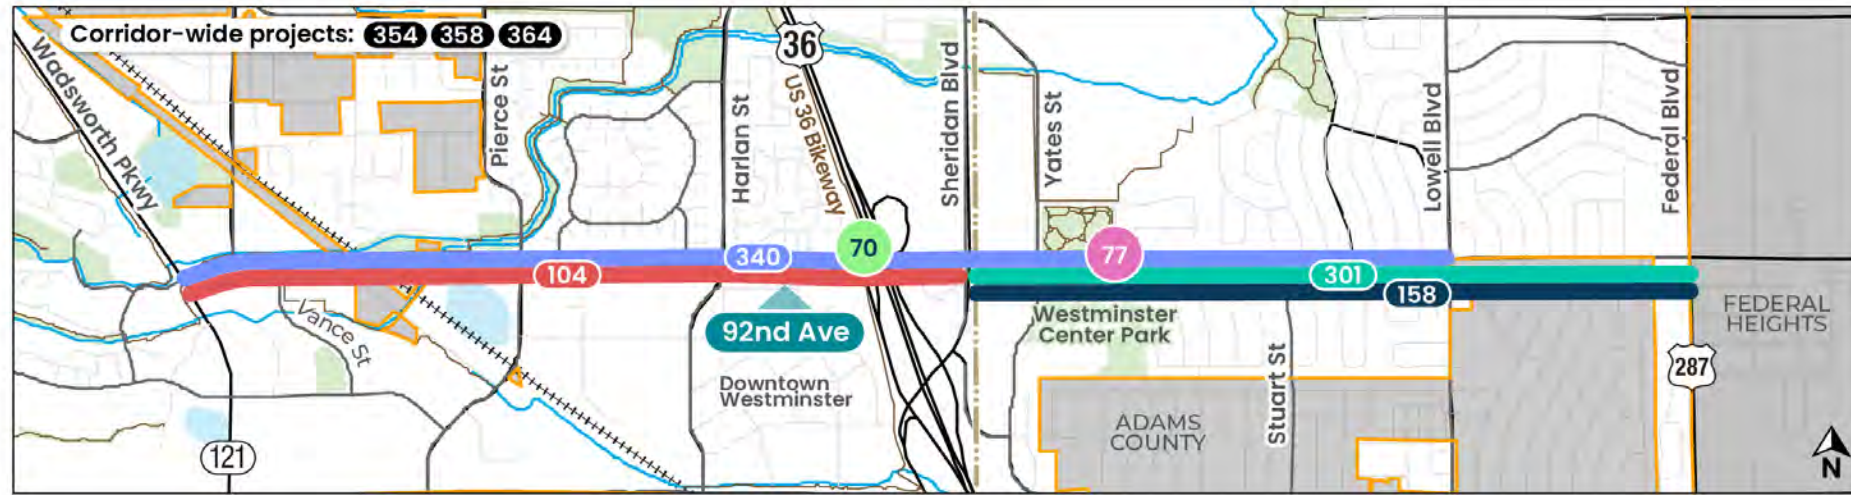 Corridor-wide projects: 354 358 364
Wadsworth Pkwy
Pierce St
Harlan St
36
US 36 Bikeway
Sheridan Blvd
Yates St
Lowell Blvd
Federal Blvd
340
70
77
104
301
158
92nd Ave
Vance St
Westminster
Center Park
FEDERAL
HEIGHTS
287
Downtown
Westminster
Stuart St
ADAMS
COUNTY
121
N